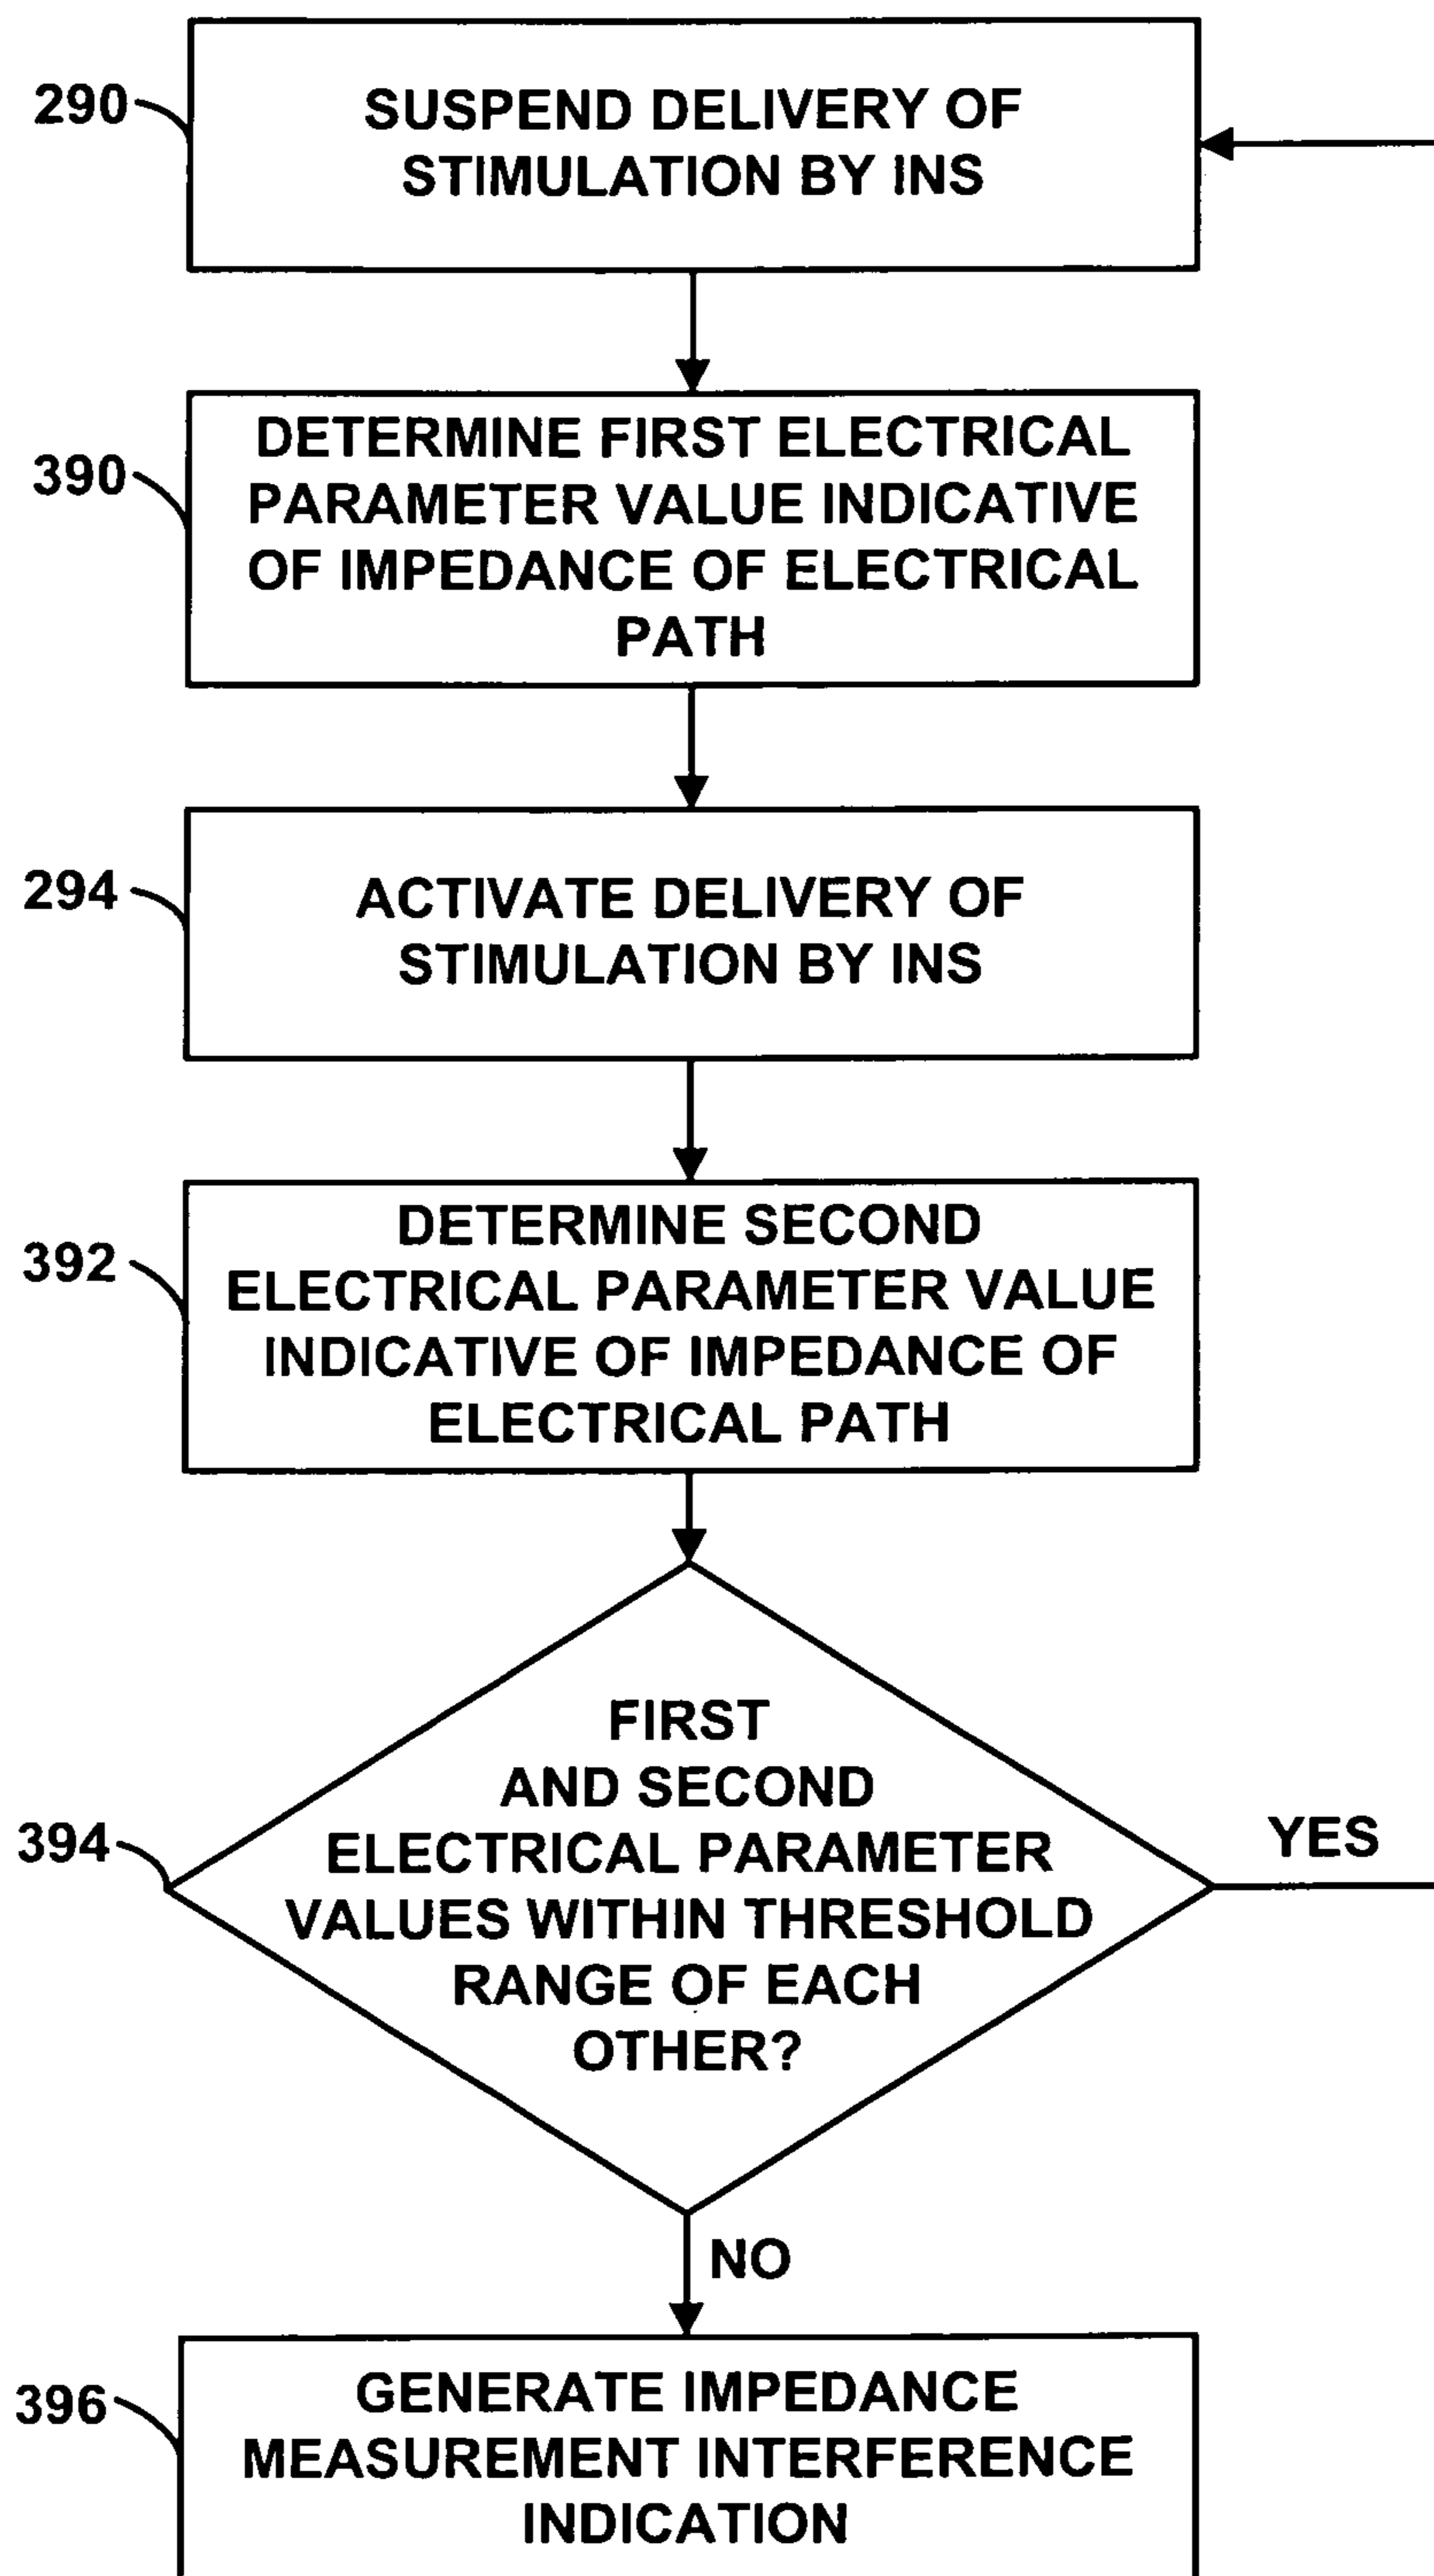 290
SUSPEND DELIVERY OF
STIMULATION BY INS
390
DETERMINE FIRST ELECTRICAL
PARAMETER VALUE INDICATIVE
OF IMPEDANCE OF ELECTRICAL
PATH
294
ACTIVATE DELIVERY OF
STIMULATION BY INS
392
DETERMINE SECOND
ELECTRICAL PARAMETER VALUE
INDICATIVE OF IMPEDANCE OF
ELECTRICAL PATH
394
FIRST
AND SECOND
ELECTRICAL PARAMETER
VALUES WITHIN THRESHOLD
RANGE OF EACH
OTHER?
YES
NO
396
GENERATE IMPEDANCE
MEASUREMENT INTERFERENCE
INDICATION